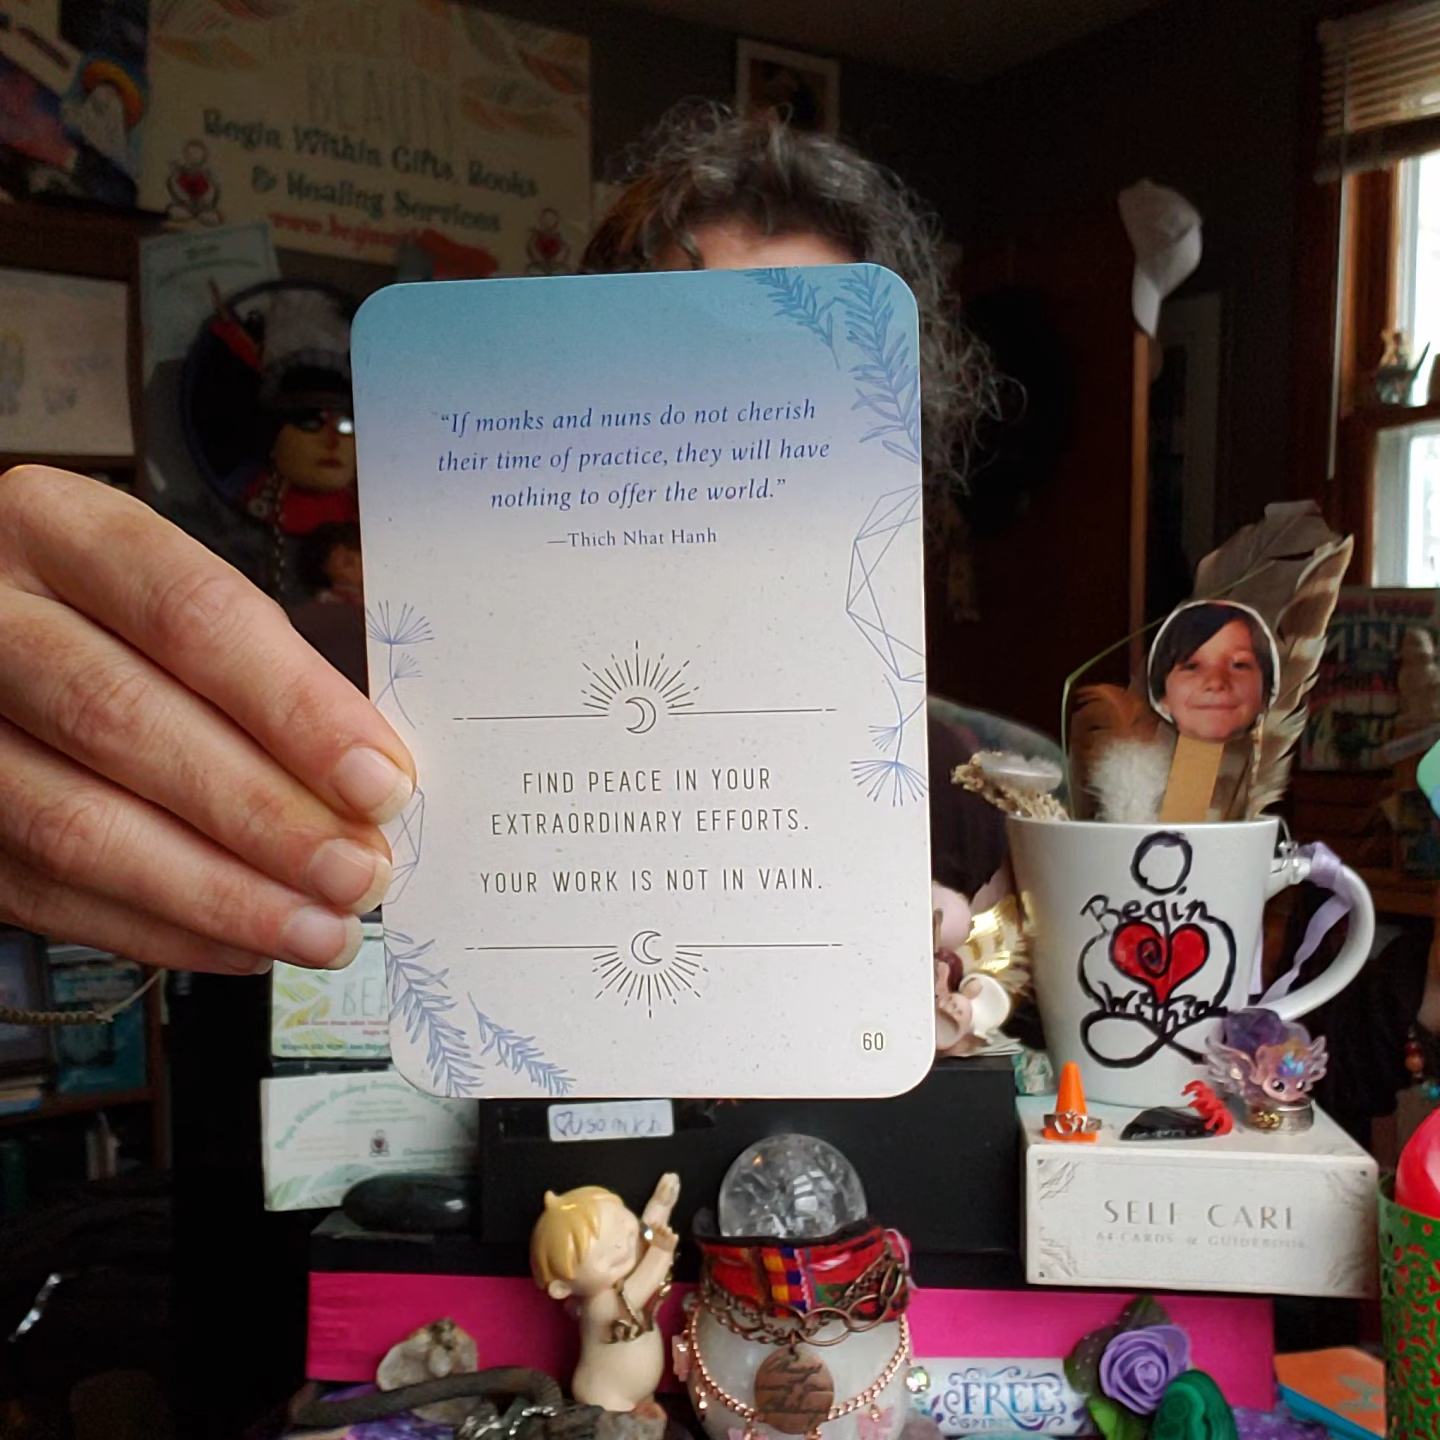 BEAUTY
Begin Within Gifts, Books
& Healing Services
“If monks and nuns do not cherish
their time of practice, they will have
nothing to offer the world.”
—Thich Nhat Hanh
FIND PEACE IN YOUR
EXTRAORDINARY EFFORTS.
YOUR WORK IS NOT IN VAIN.
60
Begin
Within
SELF CARE
64 CARDS & GUIDEBOOK
FREE
SPIRIT